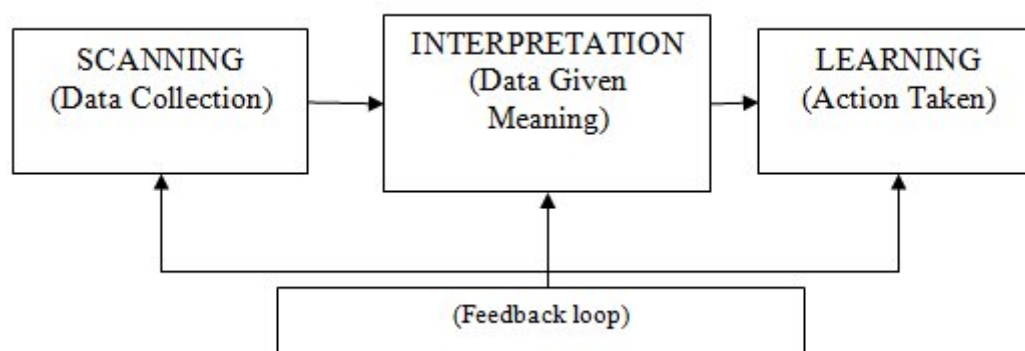 SCANNING
(Data Collection)
INTERPRETATION
(Data Given
Meaning)
LEARNING
(Action Taken)
(Feedback loop)